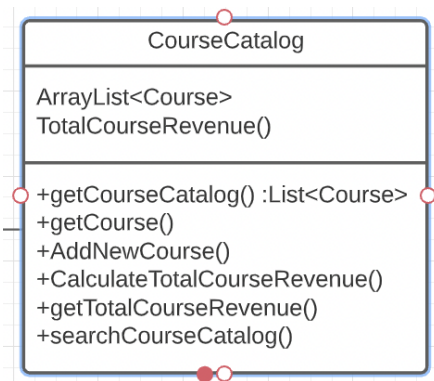 CourseCatalog
ArrayList<Course>
TotalCourseRevenue()
+getCourseCatalog() :List<Course>
+getCourse()
+AddNewCourse()
+CalculateTotalCourseRevenue()
+getTotalCourseRevenue()
+searchCourseCatalog()